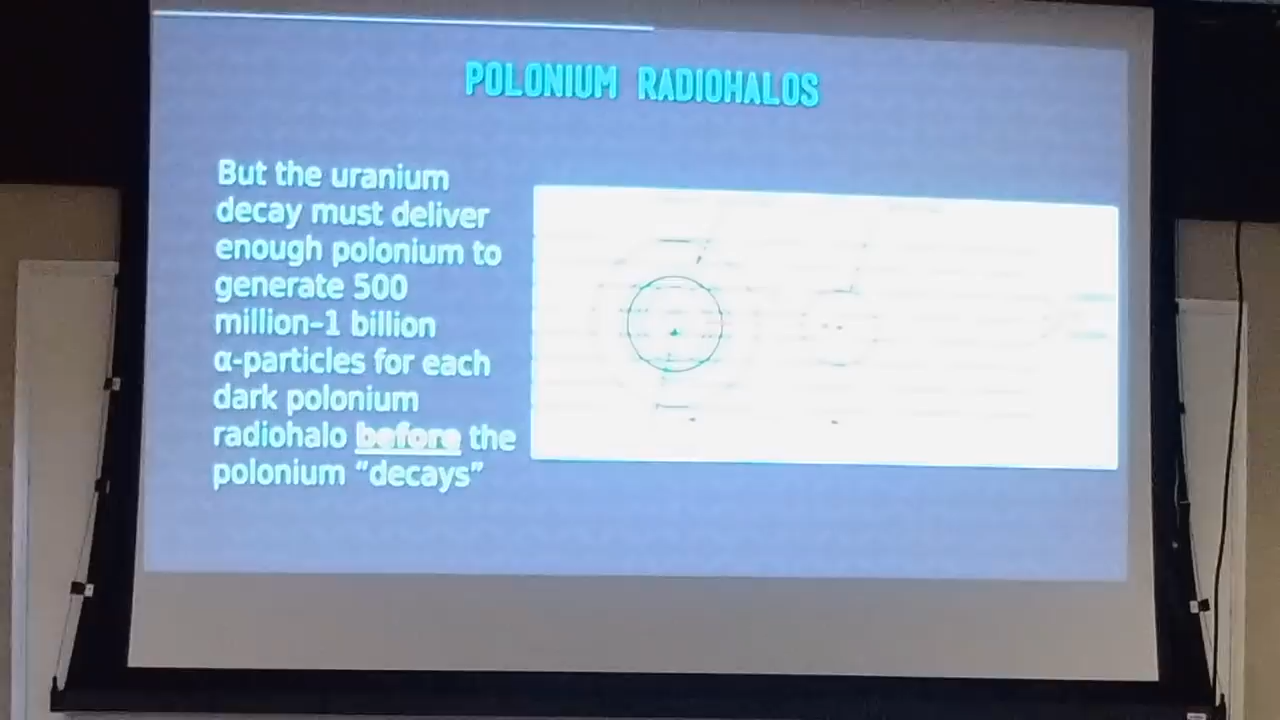 POLONIUM RADIOHALOS
But the uranium
decay must deliver
enough polonium to
generate 500
million–1 billion
α-particles for each
dark polonium
radiohalo before the
polonium “decays”